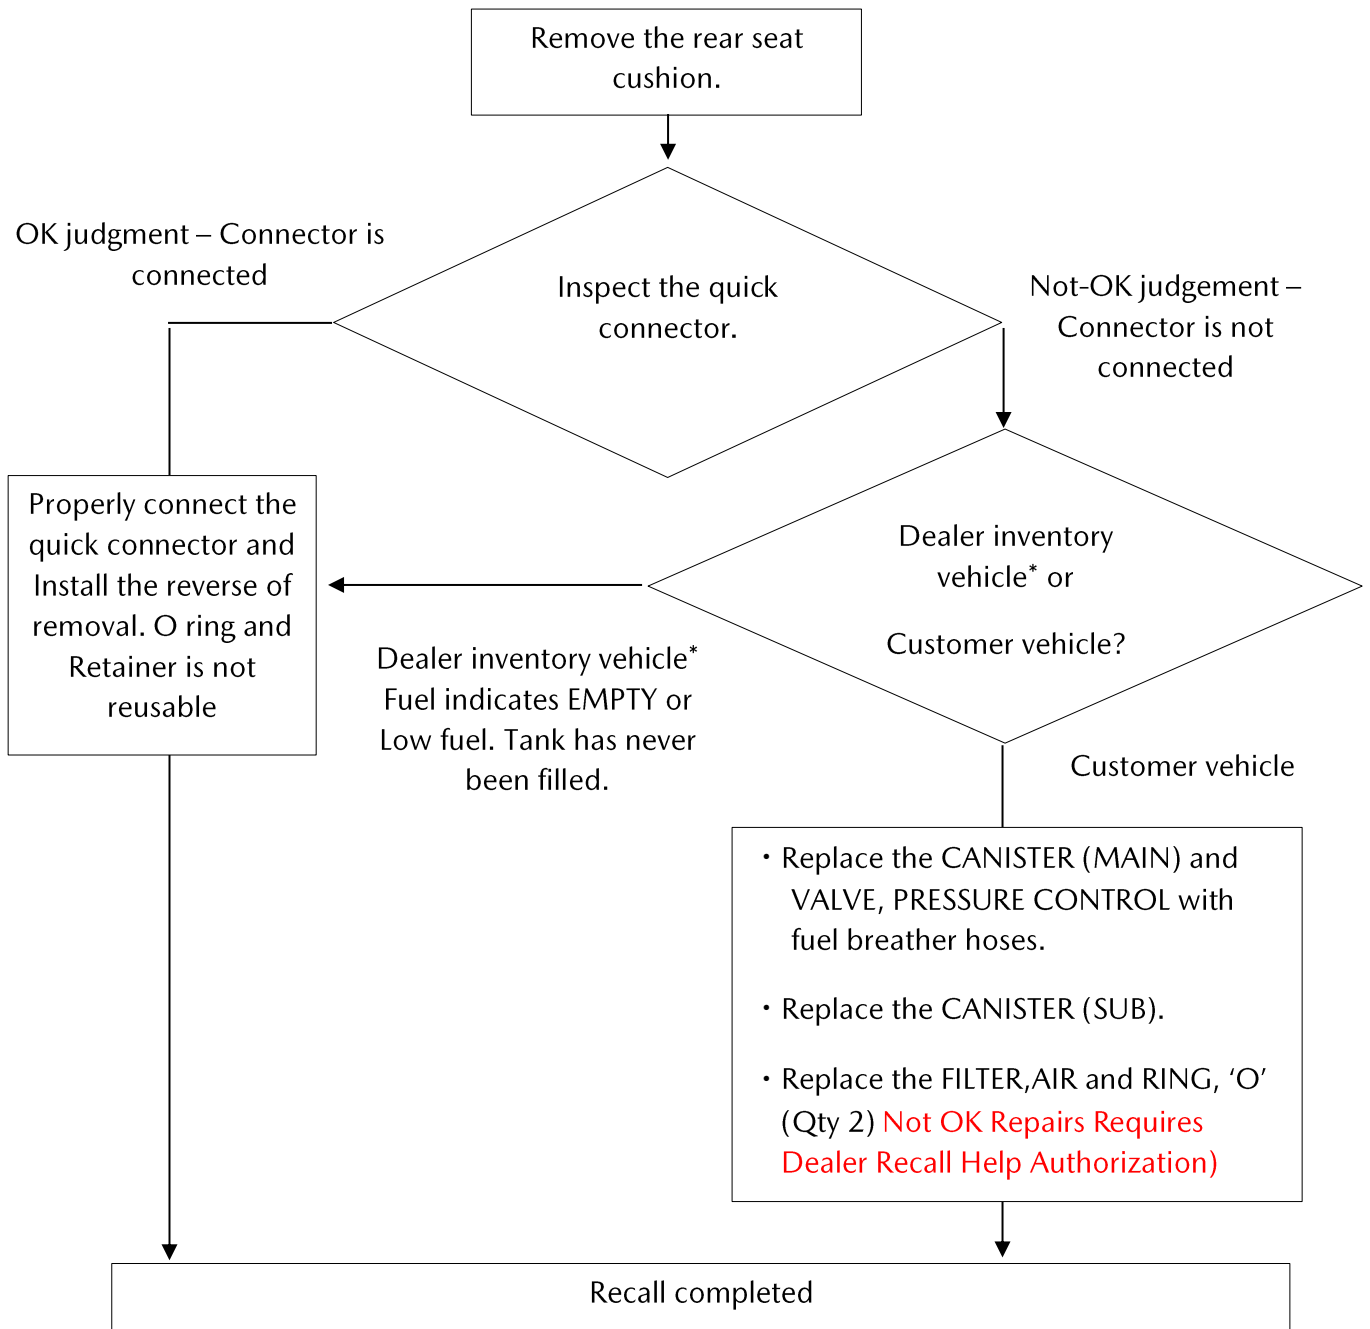 Remove the rear seat
cushion.
OK judgment – Connector is
connected
Inspect the quick
connector.
Not-OK judgement –
Connector is not
connected
Properly connect the
quick connector and
Install the reverse of
removal. O ring and
Retainer is not
reusable
Dealer inventory
vehicle* or
Customer vehicle?
Dealer inventory vehicle*
Fuel indicates EMPTY or
Low fuel. Tank has never
been filled.
Customer vehicle
・Replace the CANISTER (MAIN) and
VALVE, PRESSURE CONTROL with
fuel breather hoses.
・Replace the CANISTER (SUB).
・Replace the FILTER,AIR and RING, ‘O’
(Qty 2) Not OK Repairs Requires
Dealer Recall Help Authorization)
Recall completed